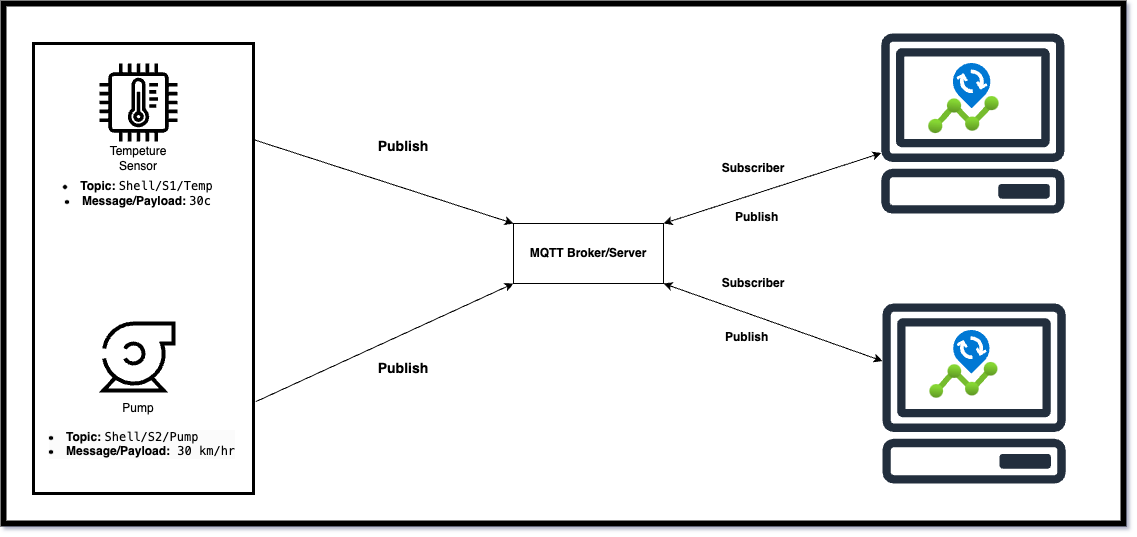 Tempeture
Sensor
• Topic: Shell/S1/Temp
• Message/Payload: 30c
Publish
Subscriber
Publish
MQTT Broker/Server
Subscriber
Publish
Publish
Pump
• Topic: Shell/S2/Pump
• Message/Payload: 30 km/hr